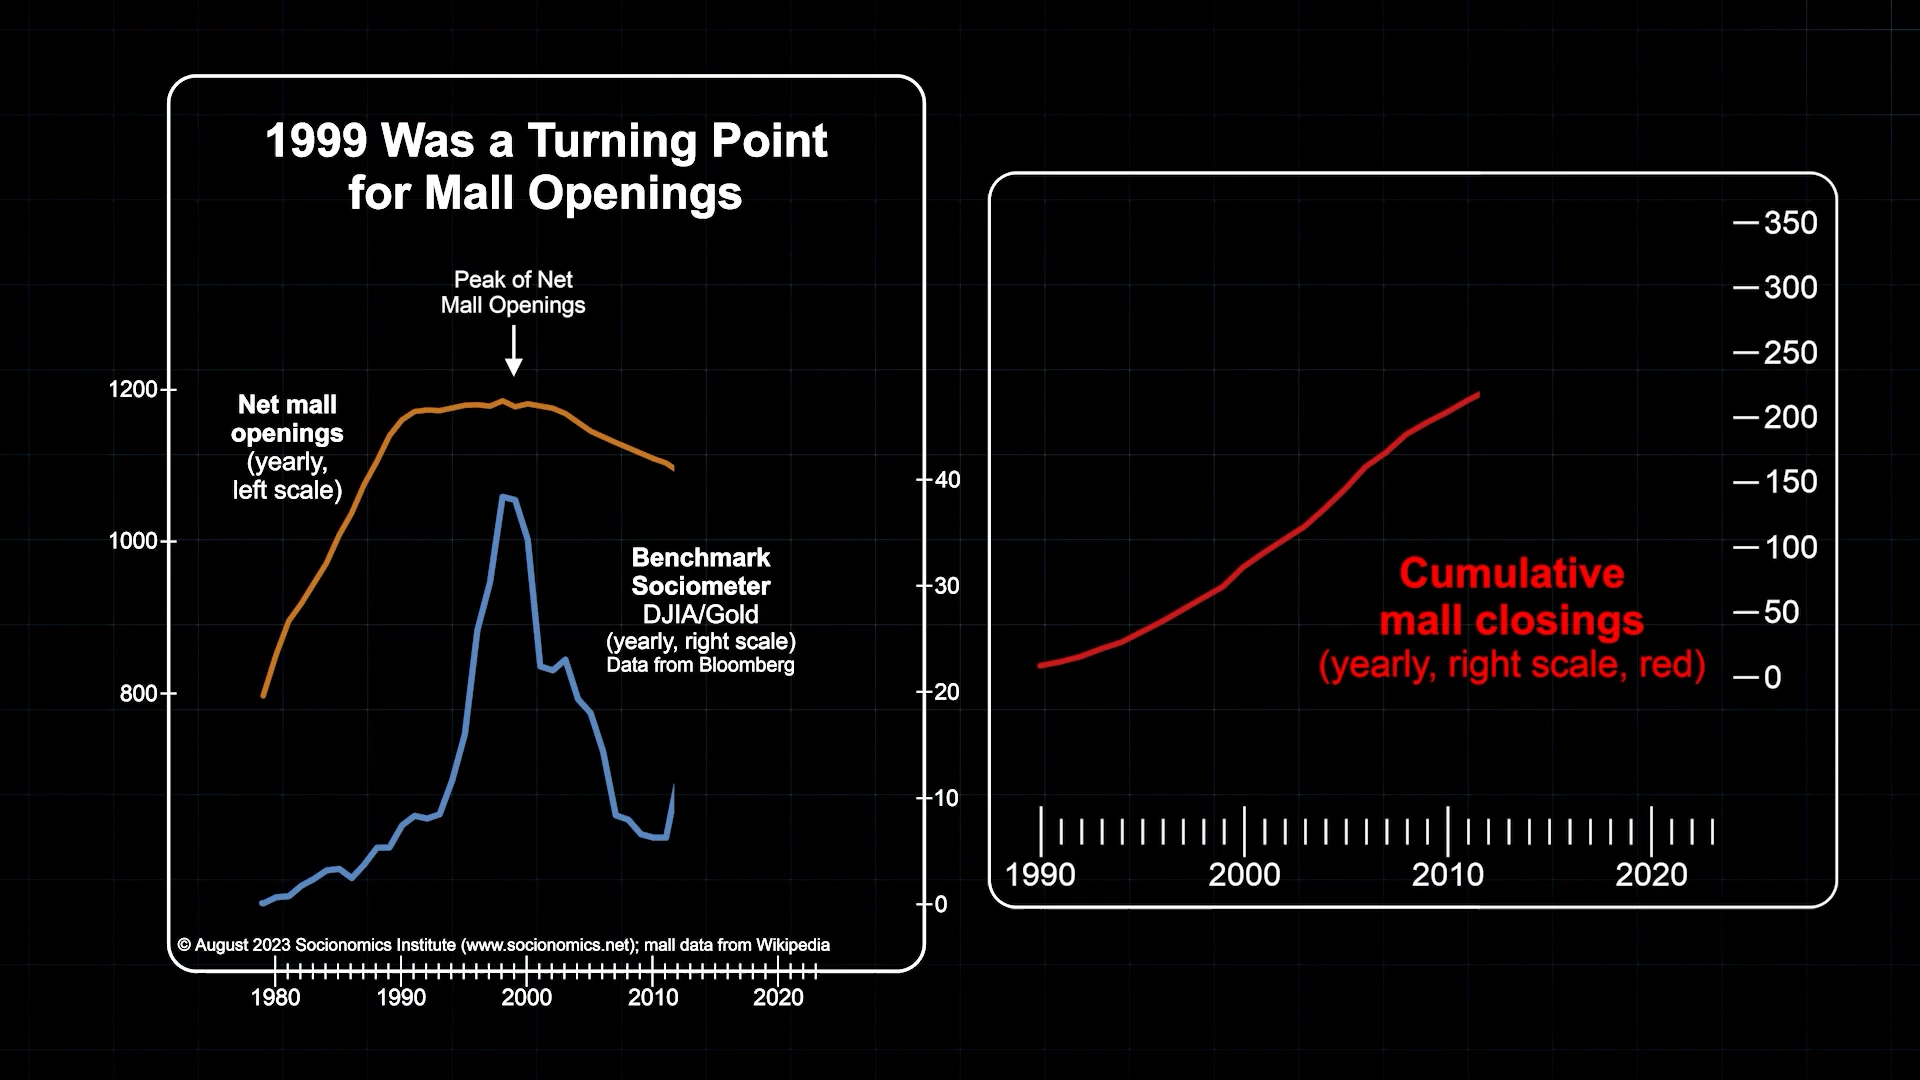 1999 Was a Turning Point
for Mall Openings
Peak of Net
Mall Openings
Net mall
openings
(yearly,
left scale)
1200
1000
800
Benchmark
Sociometer
DJIA/Gold
(yearly, right scale)
Data from Bloomberg
40
30
20
10
0
© August 2023 Socionomics Institute (www.socionomics.net); mall data from Wikipedia
1980 1990 2000 2010 2020
350
300
250
200
150
100
50
0
Cumulative
mall closings
(yearly, right scale, red)
1990 2000 2010 2020